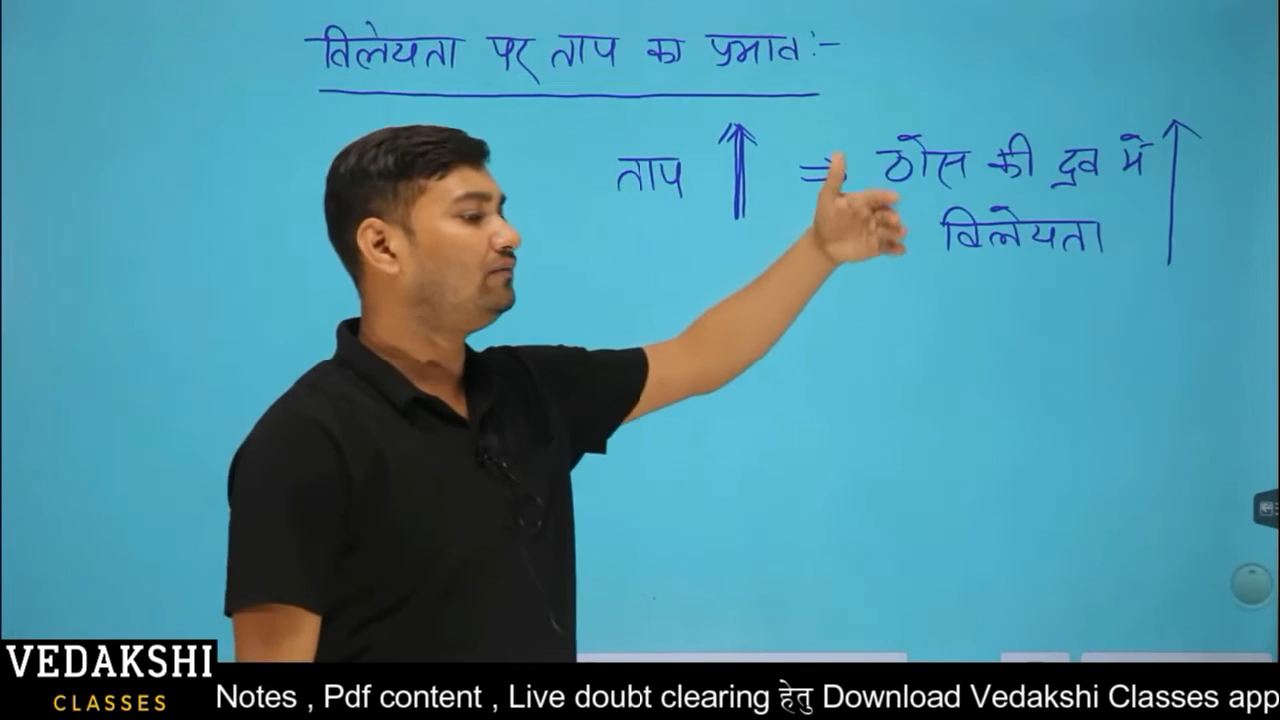 विलेयता पर ताप का प्रभाव :-
ताप ↑ ⇒ ठोस की द्रव में ↑
विलेयता
VEDAKSHI
CLASSES
Notes , Pdf content , Live doubt clearing हेतु Download Vedakshi Classes app